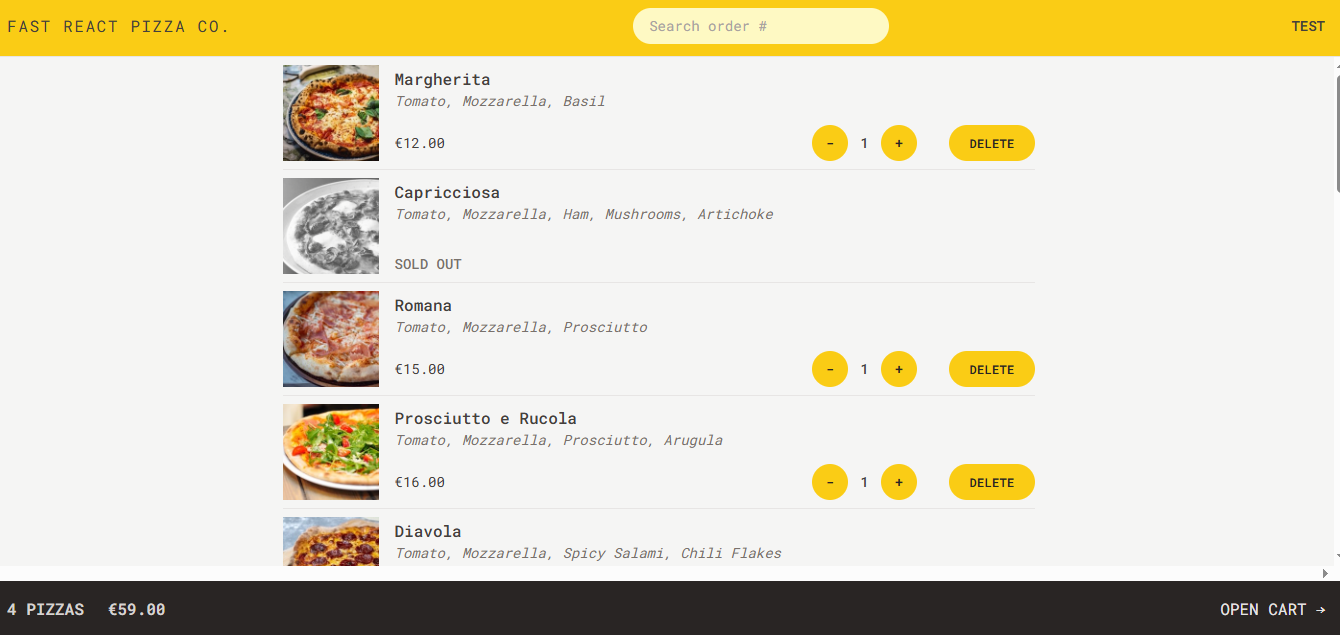 FAST REACT PIZZA CO.
Search order #
TEST
Margherita
Tomato, Mozzarella, Basil
€12.00
-
1
+
DELETE
Capricciosa
Tomato, Mozzarella, Ham, Mushrooms, Artichoke
SOLD OUT
Romana
Tomato, Mozzarella, Prosciutto
€15.00
-
1
+
DELETE
Prosciutto e Rucola
Tomato, Mozzarella, Prosciutto, Arugula
€16.00
-
1
+
DELETE
Diavola
Tomato, Mozzarella, Spicy Salami, Chili Flakes
4 PIZZAS
€59.00
OPEN CART →